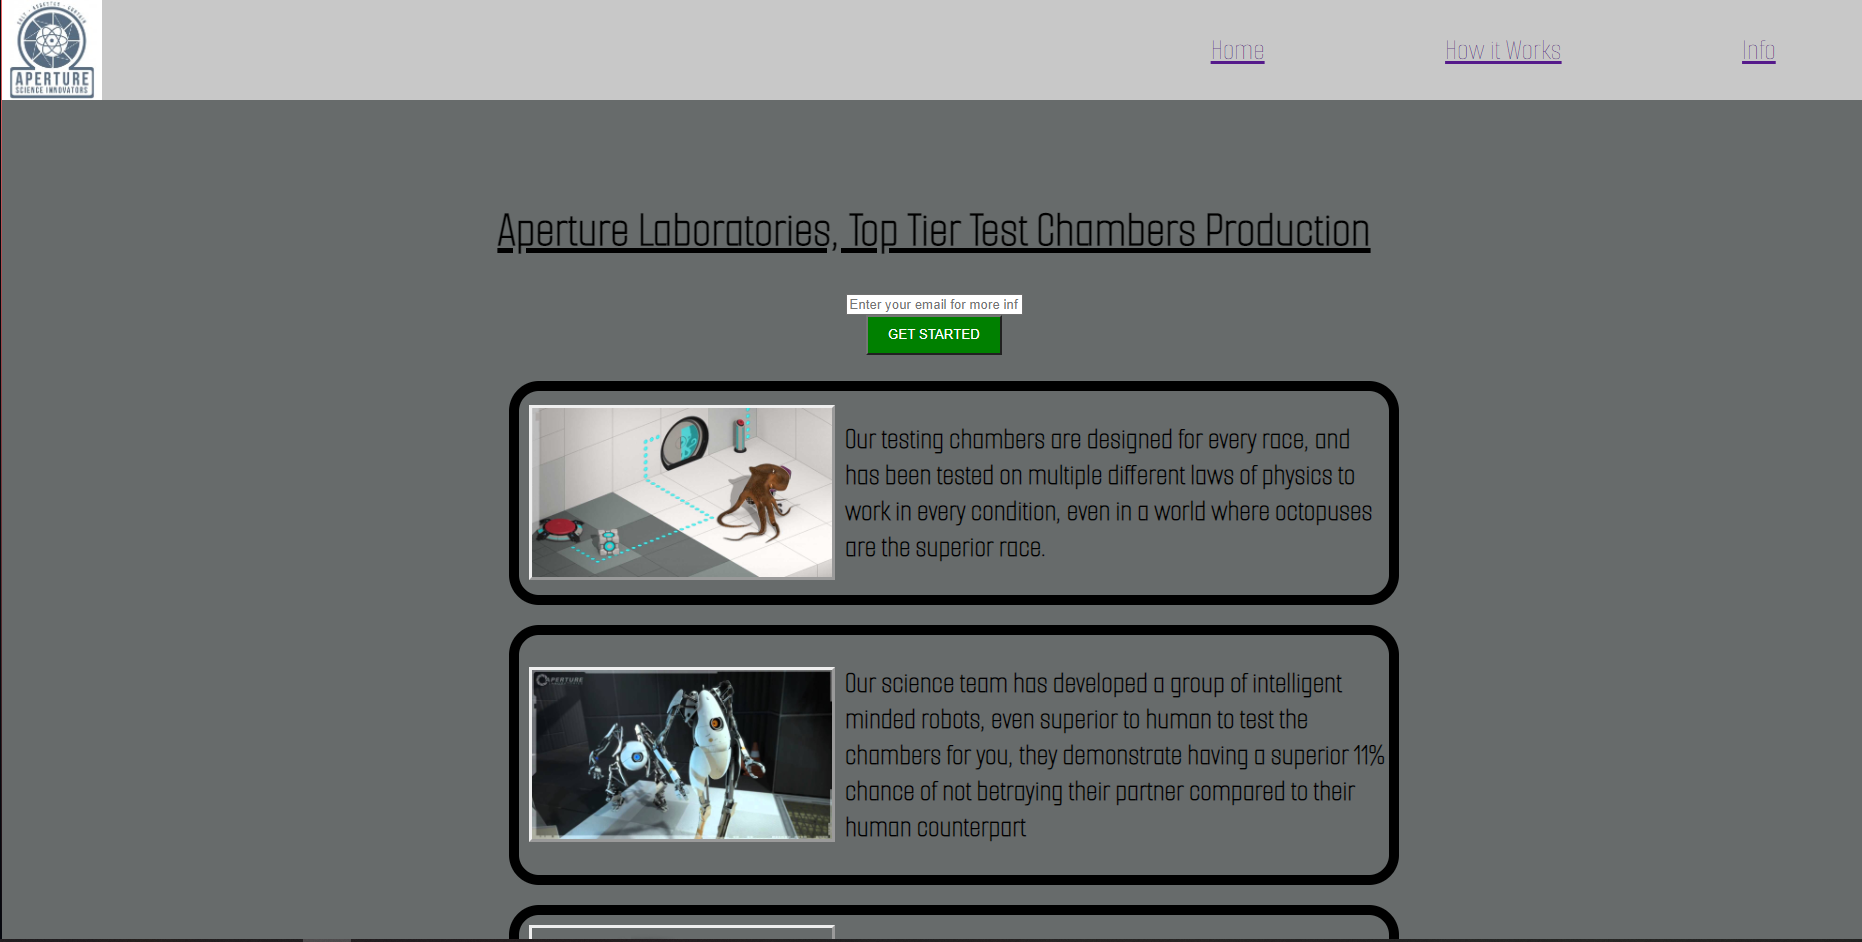 HOLY · REQUSTUR · CONTAIN
APERTURE
SCIENCE INNOVATORS
Home
How it Works
Info
Aperture Laboratories, Top Tier Test Chambers Production
Enter your email for more inf
GET STARTED
Our testing chambers are designed for every race, and
has been tested on multiple different laws of physics to
work in every condition, even in a world where octopuses
are the superior race.
APERTURE
Our science team has developed a group of intelligent
minded robots, even superior to human to test the
chambers for you, they demonstrate having a superior 11%
chance of not betraying their partner compared to their
human counterpart